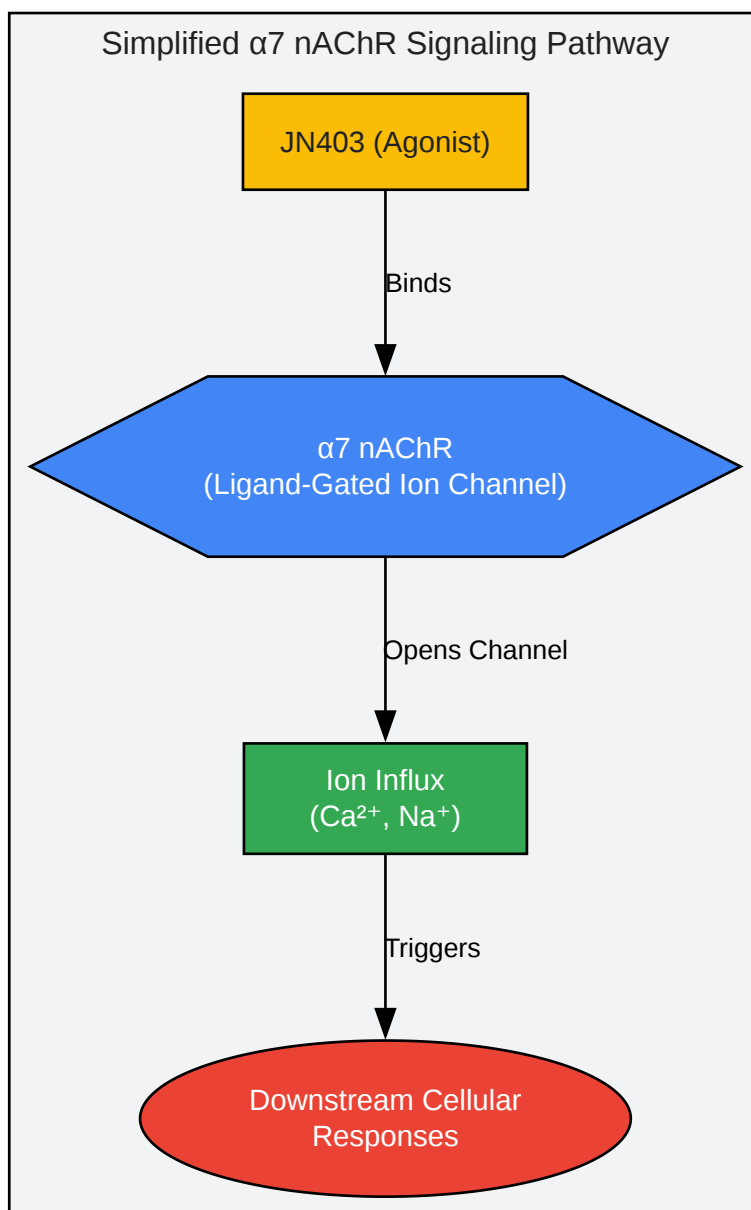 Simplified α7 nAChR Signaling Pathway
JN403 (Agonist)
Binds
α7 nAChR
(Ligand-Gated Ion Channel)
Opens Channel
Ion Influx
(Ca²⁺, Na⁺)
Triggers
Downstream Cellular
Responses